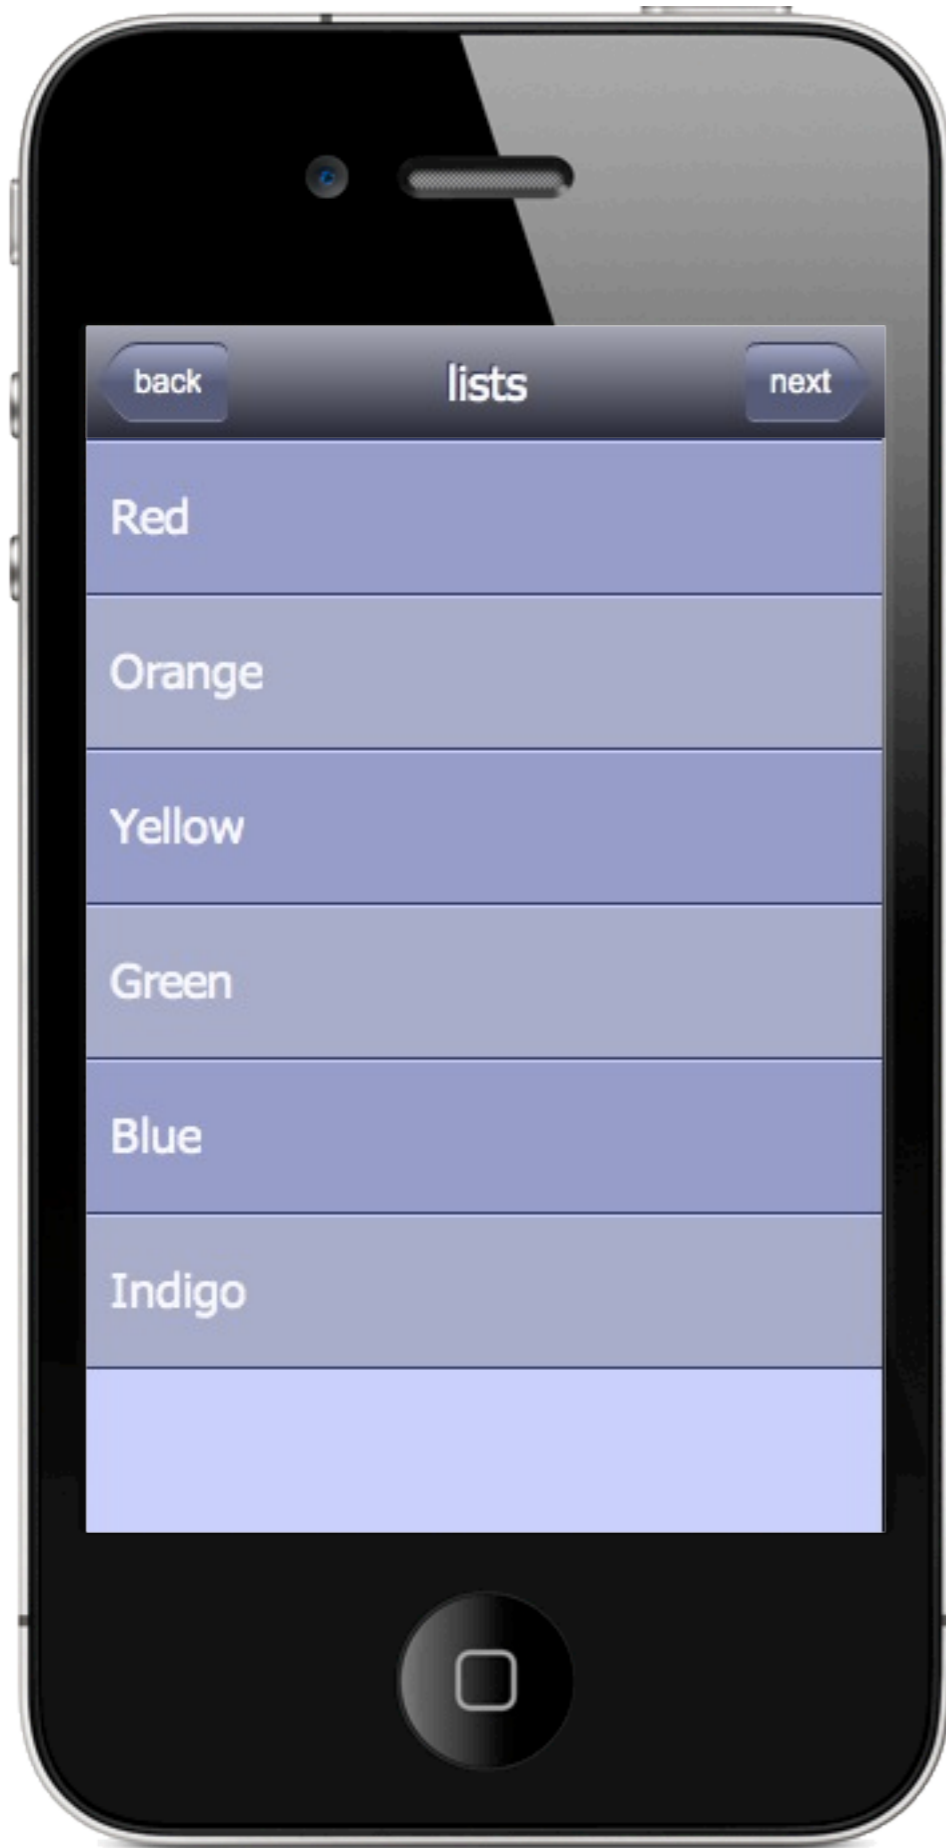 back lists next
Red
Orange
Yellow
Green
Blue
Indigo